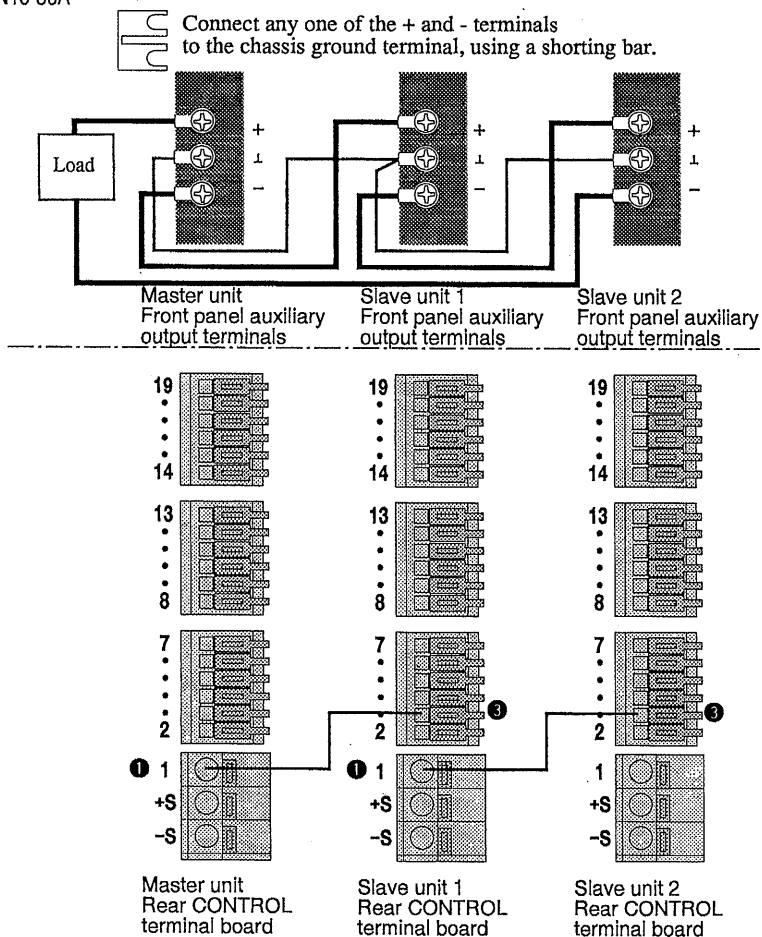 Connect any one of the + and - terminals
to the chassis ground terminal, using a shorting bar.
Load
+
⊥
−
+
⊥
−
+
⊥
−
Master unit
Front panel auxiliary
output terminals
Slave unit 1
Front panel auxiliary
output terminals
Slave unit 2
Front panel auxiliary
output terminals
19
14
13
8
7
2
❶ 1
+S
−S
19
14
13
8
7
❸
2
❶ 1
+S
−S
19
14
13
8
7
❸
2
1
+S
−S
Master unit
Rear CONTROL
terminal board
Slave unit 1
Rear CONTROL
terminal board
Slave unit 2
Rear CONTROL
terminal board